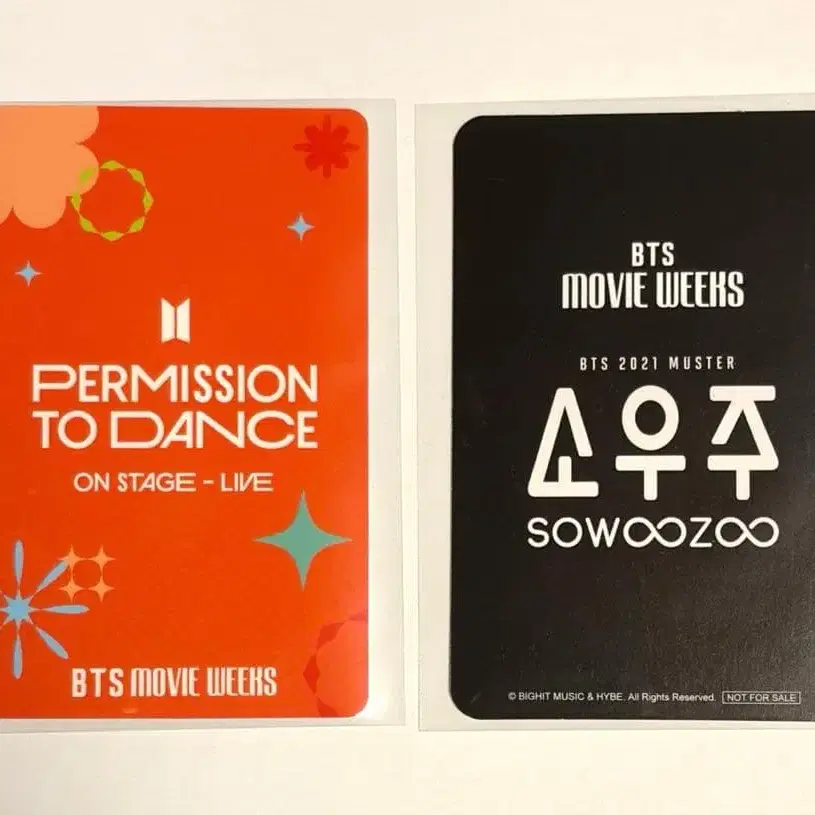 PERMISSION
TO DANCE
ON STAGE - LIVE
BTS MOVIE WEEKS
BTS
MOVIE WEEKS
BTS 2021 MUSTER
소우주
SOWOOZOO
© BIGHIT MUSIC & HYBE. All Rights Reserved. NOT FOR SALE